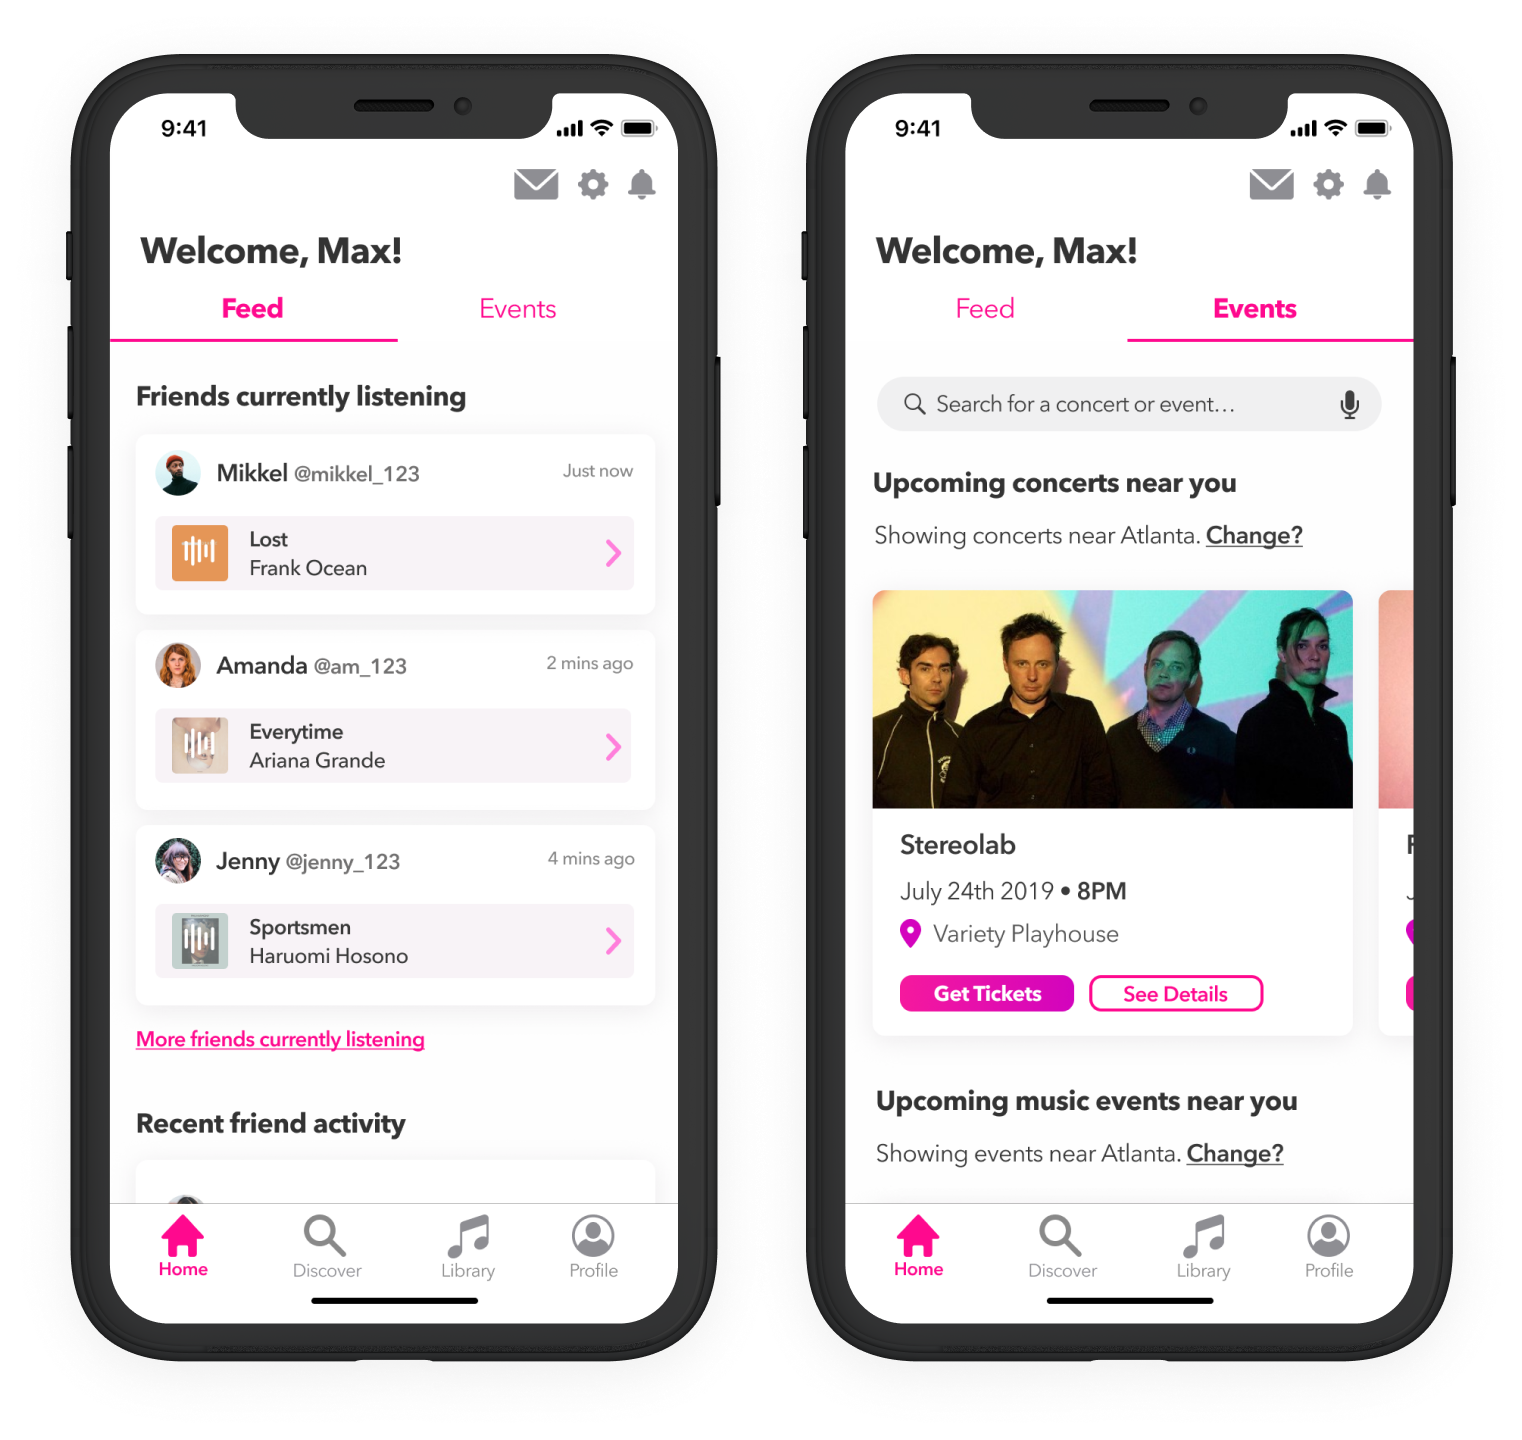 9:41
Welcome, Max!
Feed
Events
Friends currently listening
Mikkel @mikkel_123
Just now
Lost
Frank Ocean
Amanda @am_123
2 mins ago
Everytime
Ariana Grande
Jenny @jenny_123
4 mins ago
Sportsmen
Haruomi Hosono
More friends currently listening
Recent friend activity
Home
Discover
Library
Profile
9:41
Welcome, Max!
Feed
Events
Search for a concert or event...
Upcoming concerts near you
Showing concerts near Atlanta. Change?
Stereolab
July 24th 2019 • 8PM
Variety Playhouse
Get Tickets
See Details
Upcoming music events near you
Showing events near Atlanta. Change?
Home
Discover
Library
Profile